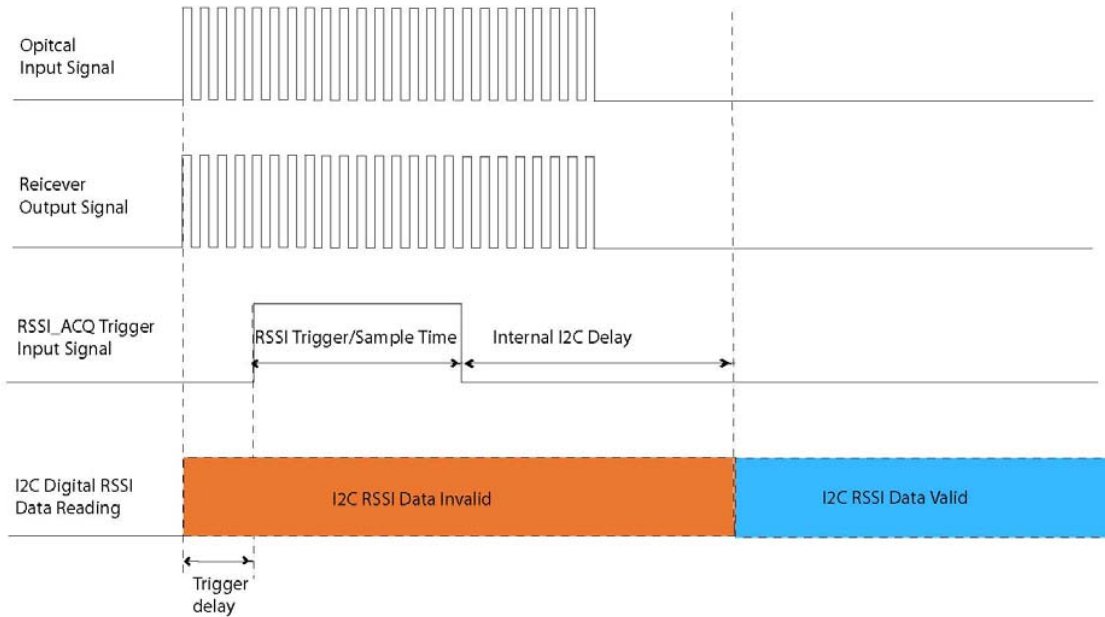 Opitcal
Input Signal
Reicever
Output Signal
RSSI_ACQ Trigger
Input Signal
RSSI Trigger/Sample Time
Internal I2C Delay
I2C Digital RSSI
Data Reading
I2C RSSI Data Invalid
I2C RSSI Data Valid
Trigger
delay